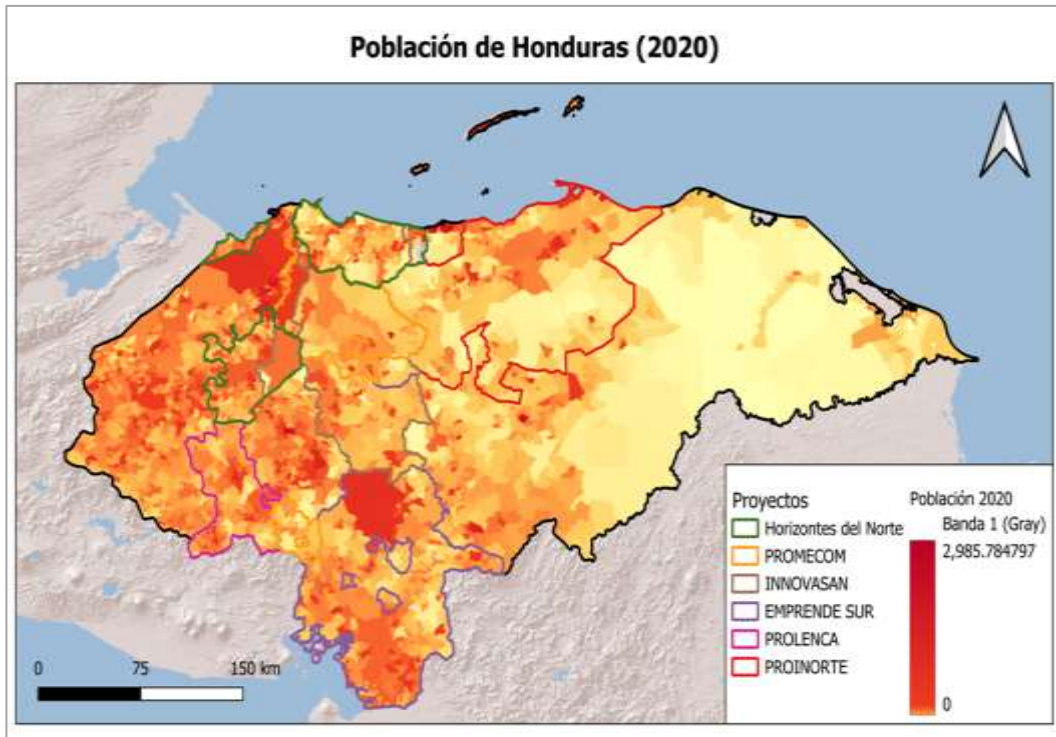 Población de Honduras (2020)
0 75 150 km
Proyectos
Horizontes del Norte
PROMECOM
INNOVASAN
EMPRENDE SUR
PROLENCA
PROINORTE
Población 2020
Banda 1 (Gray)
2,985.784797
0